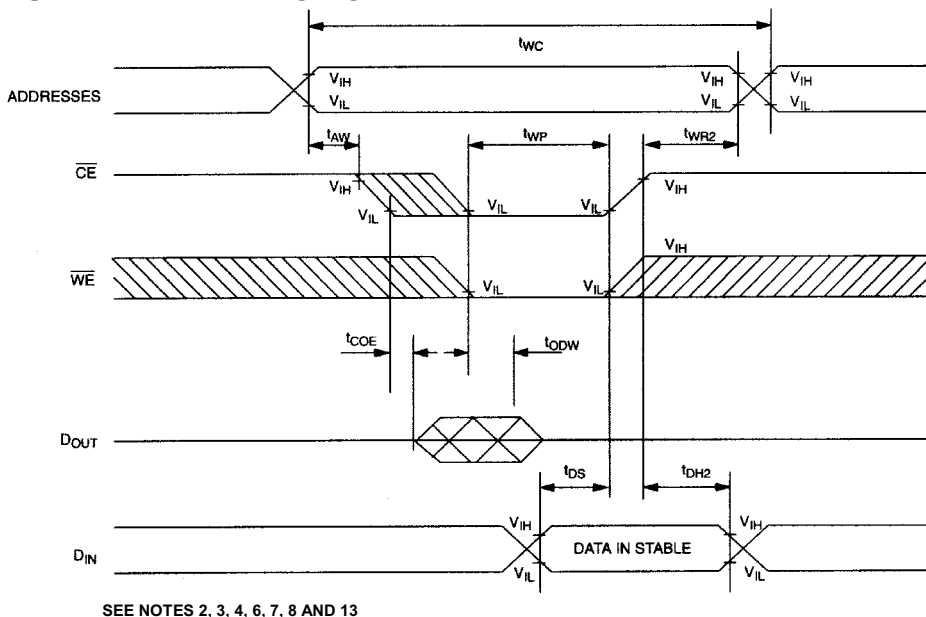 tWC
ADDRESSES
VIH
VIL
VIH
VIL
VIH
VIL
tAW
tWP
tWR2
CE
VIH
VIL
VIL
VIL
VIH
WE
VIL
VIL
VIH
tCOE
tODW
DOUT
tDS
tDH2
DIN
VIH
VIL
DATA IN STABLE
VIH
VIL
SEE NOTES 2, 3, 4, 6, 7, 8 AND 13